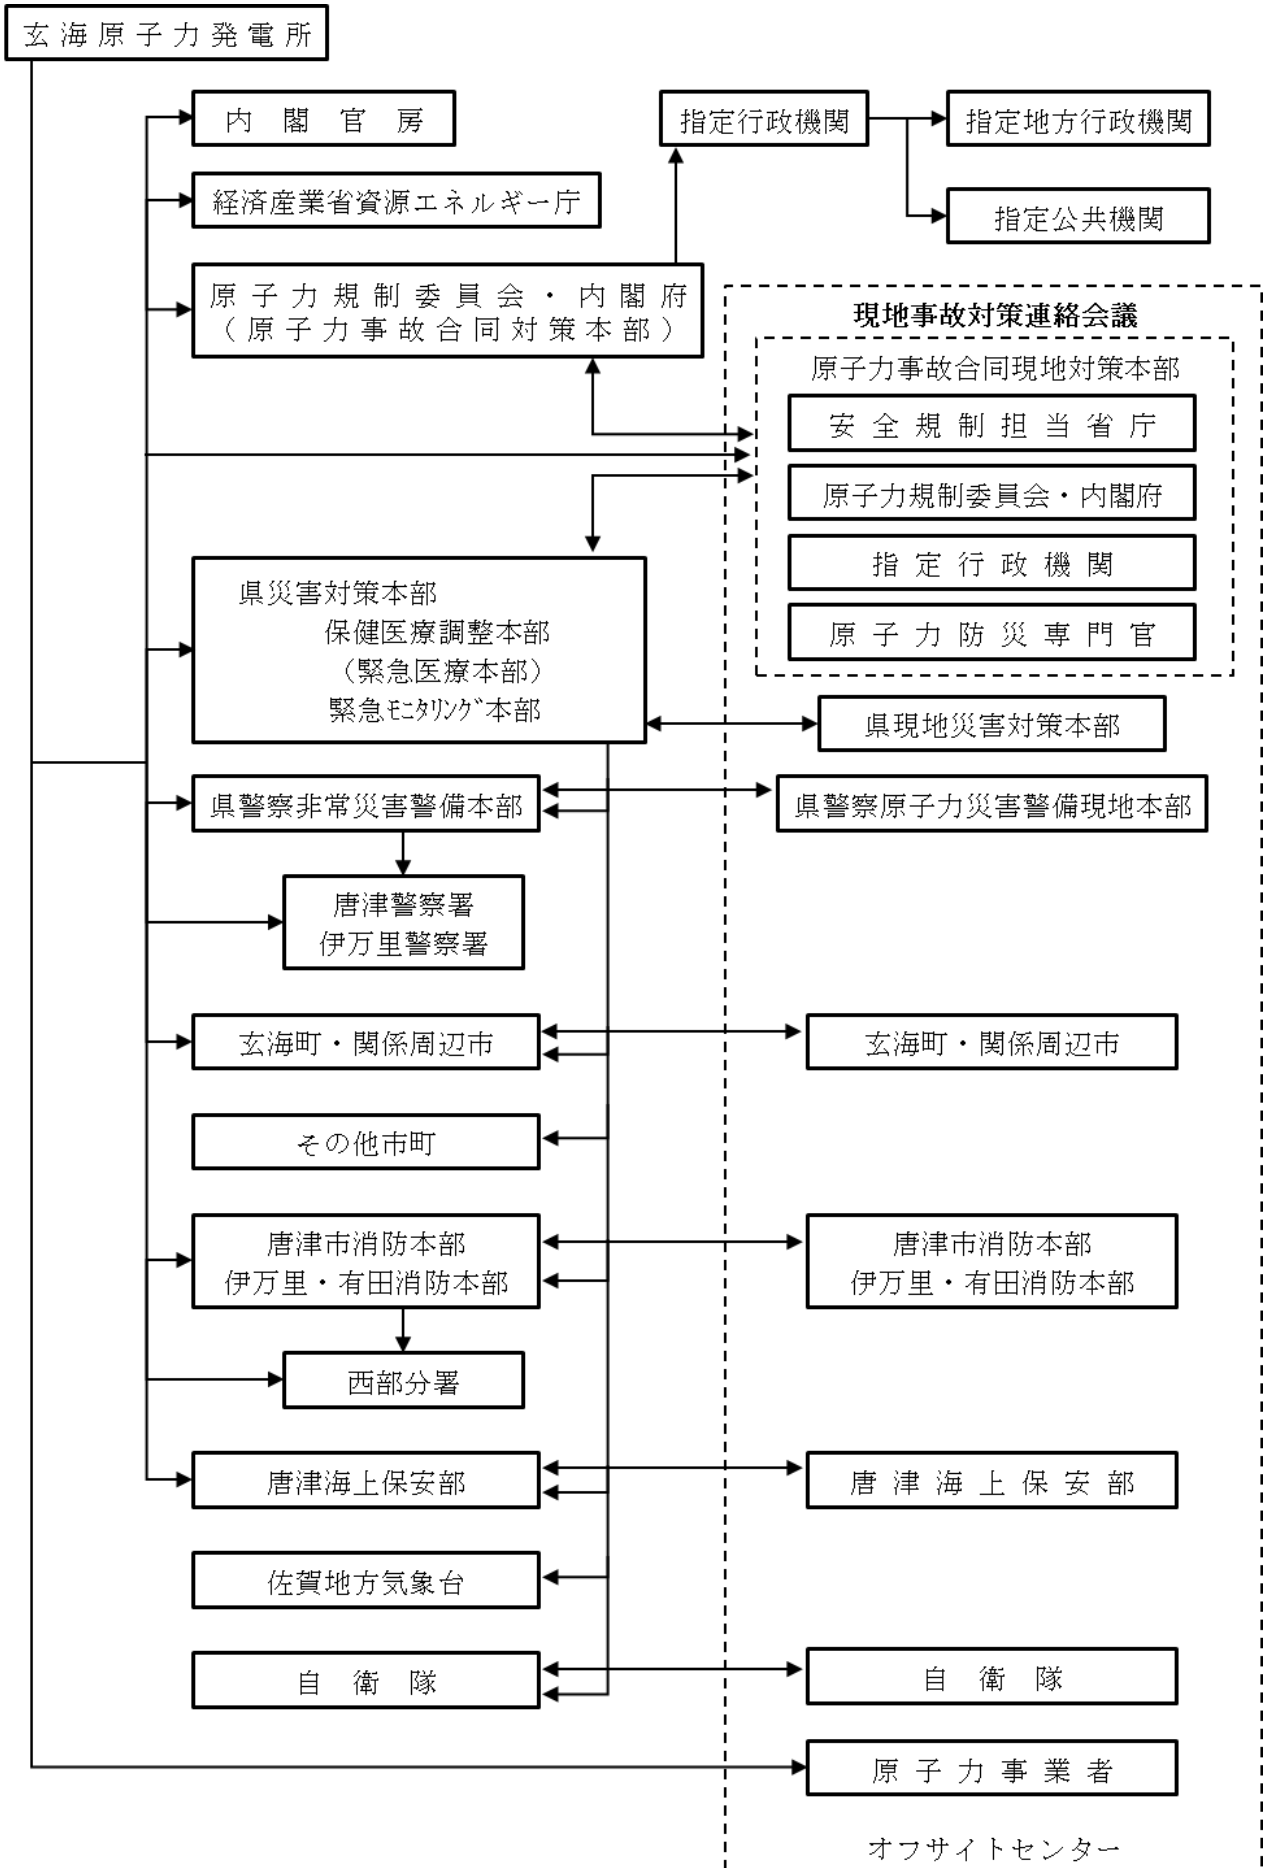 玄海原子力発電所
内閣官房
指定行政機関
指定地方行政機関
経済産業省資源エネルギー庁
指定公共機関
原子力規制委員会・内閣府
（原子力事故合同対策本部）
現地事故対策連絡会議
原子力事故合同現地対策本部
安全規制担当省庁
原子力規制委員会・内閣府
指定行政機関
原子力防災専門官
県災害対策本部
保健医療調整本部
（緊急医療本部）
緊急ﾓﾆﾀﾘﾝｸﾞ本部
県現地災害対策本部
県警察非常災害警備本部
県警察原子力災害警備現地本部
唐津警察署
伊万里警察署
玄海町・関係周辺市
玄海町・関係周辺市
その他市町
唐津市消防本部
伊万里・有田消防本部
唐津市消防本部
伊万里・有田消防本部
西部分署
唐津海上保安部
唐津海上保安部
佐賀地方気象台
自衛隊
自衛隊
原子力事業者
オフサイトセンター